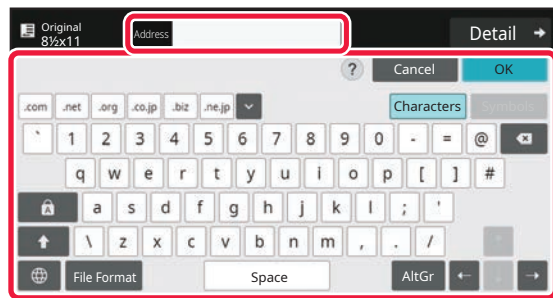 Original
8½x11
Address
Detail
? Cancel OK
.com .net .org .co.jp .biz .ne.jp Characters Symbols
` 1 2 3 4 5 6 7 8 9 0 - = @
q w e r t y u i o p [ ] #
A a s d f g h j k l ; '
\ z x c v b n m , . /
File Format Space AltGr